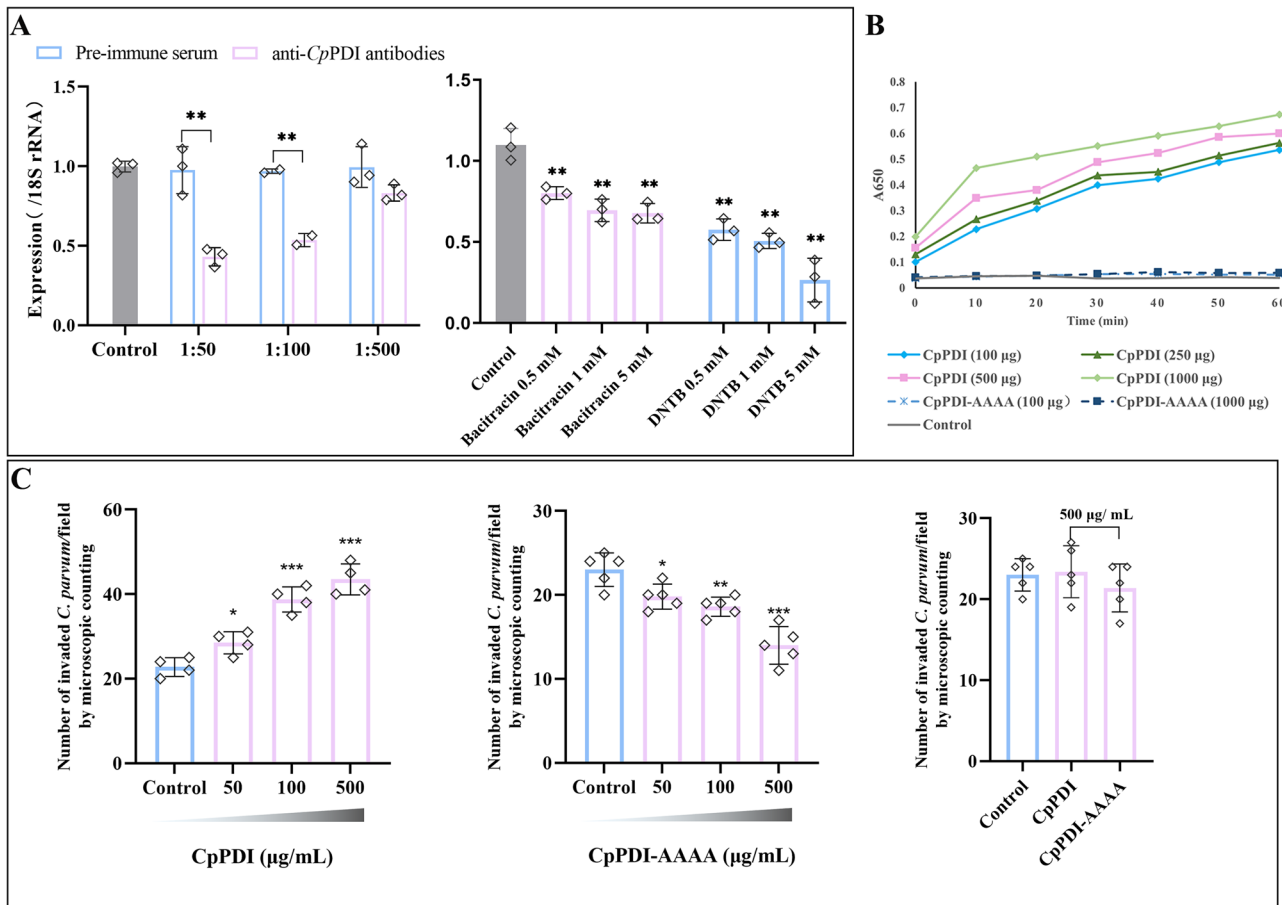 A
Pre-immune serum
anti-CpPDI antibodies
Expression (/18S rRNA)
1.5
1.0
0.5
0.0
**
**
Control
1:50
1:100
1:500
1.5
1.0
0.5
0.0
**
**
**
**
**
**
Control
Bacitracin 0.5 mM
Bacitracin 1 mM
Bacitracin 5 mM
DNTB 0.5 mM
DNTB 1 mM
DNTB 5 mM
B
A650
0.8
0.7
0.6
0.5
0.4
0.3
0.2
0.1
0
0
10
20
30
40
50
60
Time (min)
CpPDI (100 μg)
CpPDI (250 μg)
CpPDI (500 μg)
CpPDI (1000 μg)
CpPDI-AAAA (100 μg)
CpPDI-AAAA (1000 μg)
Control
C
Number of invaded C. parvum/field
by microscopic counting
60
40
20
0
*
***
***
Control
50
100
500
CpPDI (μg/mL)
Number of invaded C. parvum/field
by microscopic counting
30
20
10
0
*
**
***
Control
50
100
500
CpPDI-AAAA (μg/mL)
Number of invaded C. parvum/field
by microscopic counting
30
20
10
0
500 μg/ mL
Control
CpPDI
CpPDI-AAAA